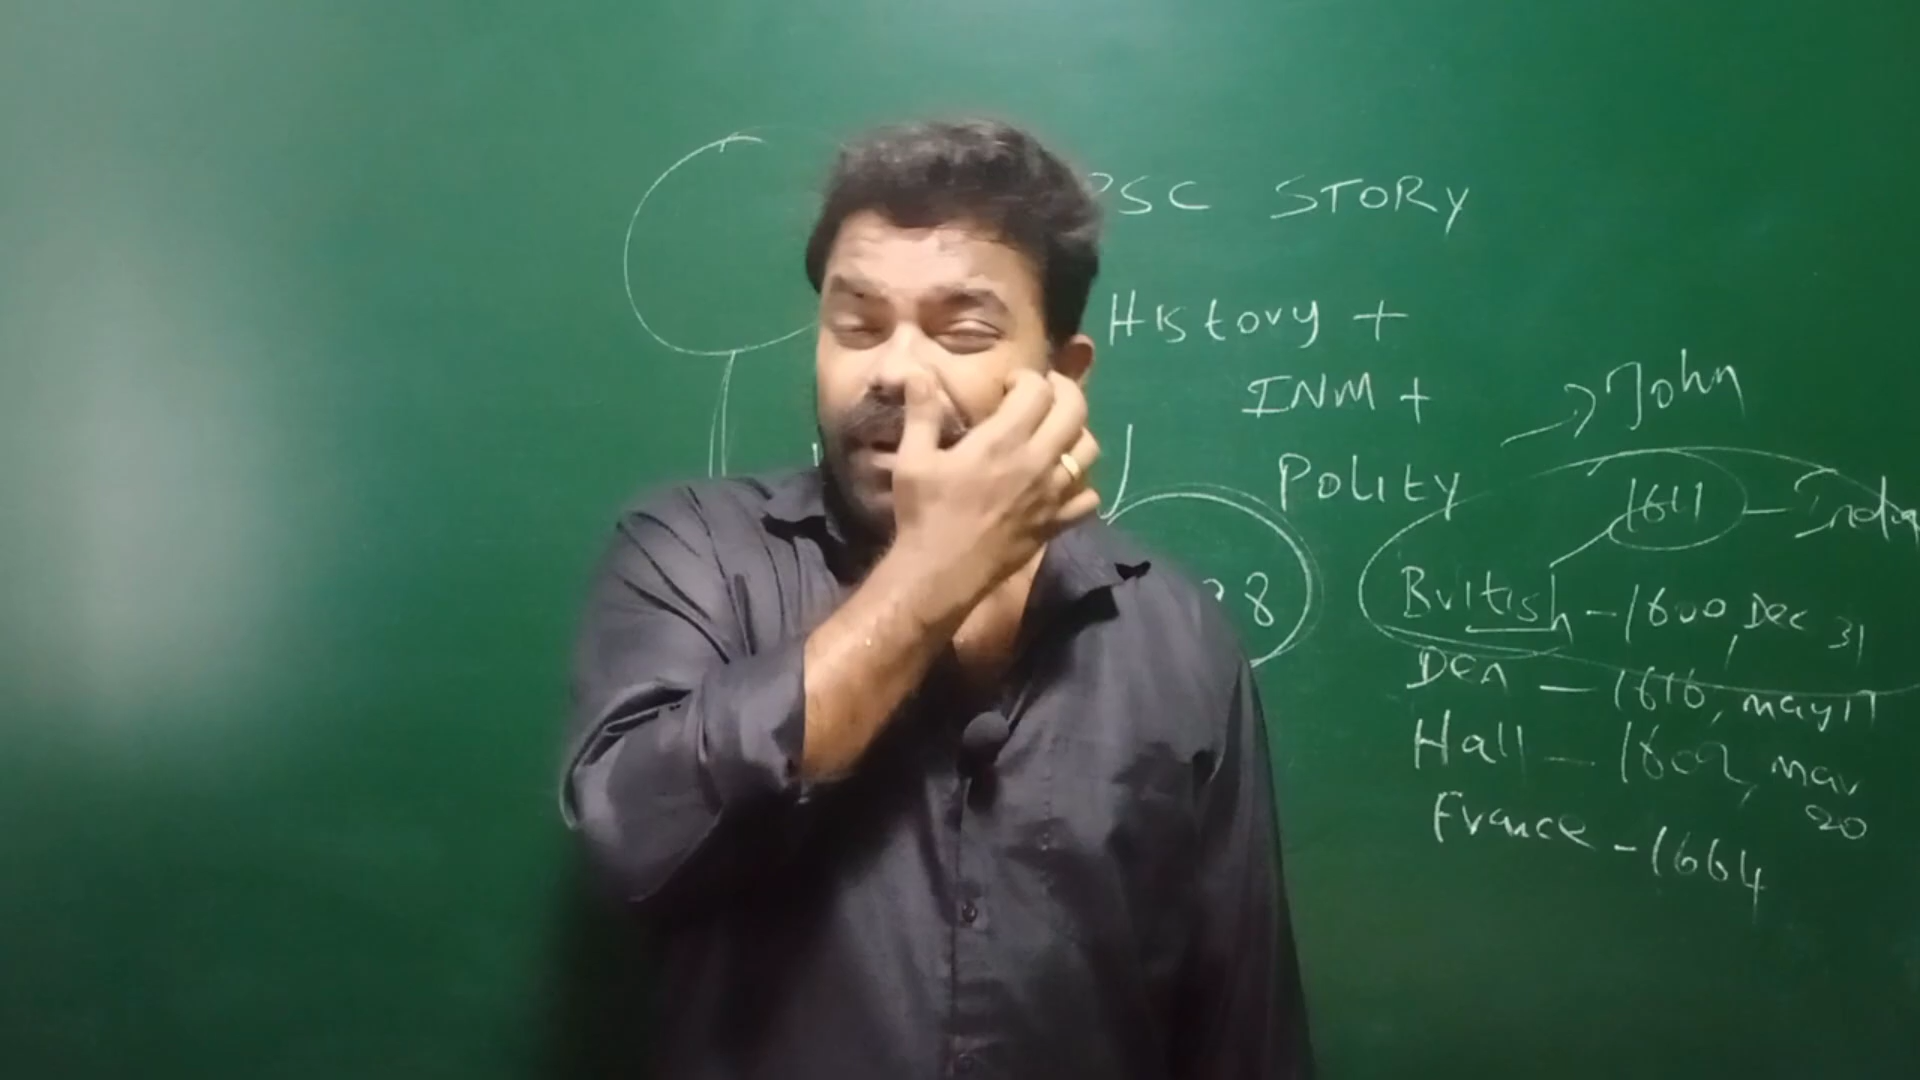 PSC STORY
History +
INM +
Polity
John
1611 - India
British - 1600 Dec 31
Den - 1616, may 17
Hall - 1602, mar 20
France - 1664